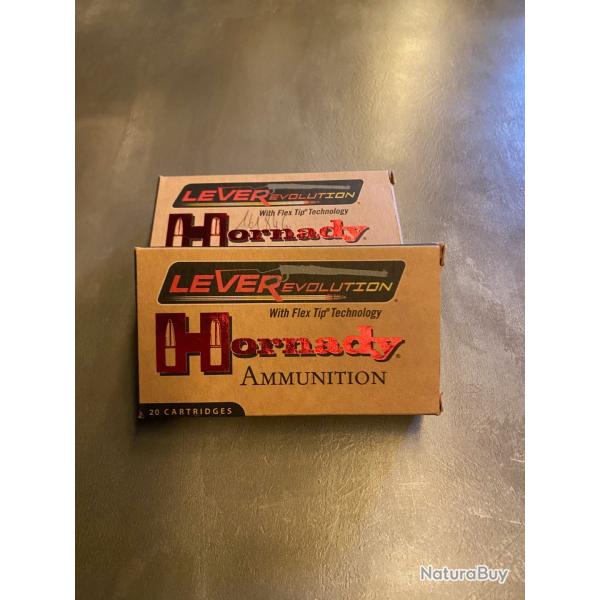 LEVEREVOLUTION
With Flex Tip® Technology
Hornady®
LEVEREVOLUTION®
With Flex Tip® Technology
Hornady®
AMMUNITION
20 CARTRIDGES
NaturaBuy